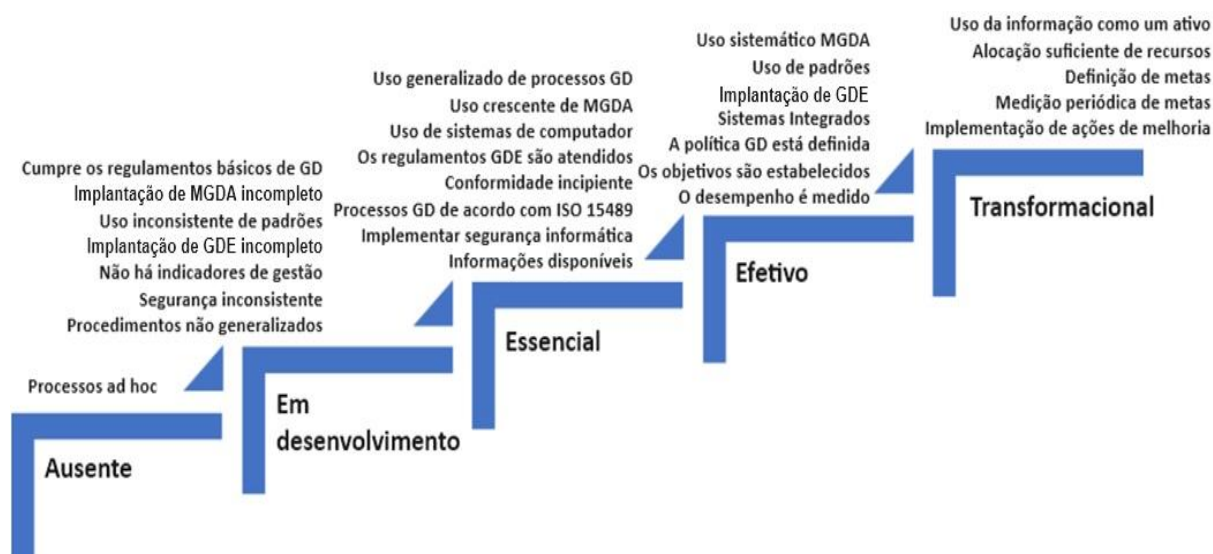 Processos ad hoc
Ausente
Cumpre os regulamentos básicos de GD
Implantação de MGDA incompleto
Uso inconsistente de padrões
Implantação de GDE incompleto
Não há indicadores de gestão
Segurança inconsistente
Procedimentos não generalizados
Em
desenvolvimento
Uso generalizado de processos GD
Uso crescente de MGDA
Uso de sistemas de computador
Os regulamentos GDE são atendidos
Conformidade incipiente
Processos GD de acordo com ISO 15489
Implementar segurança informática
Informações disponíveis
Essencial
Uso sistemático MGDA
Uso de padrões
Implantação de GDE
Sistemas Integrados
A política GD está definida
Os objetivos são estabelecidos
O desempenho é medido
Efetivo
Uso da informação como um ativo
Alocação suficiente de recursos
Definição de metas
Medição periódica de metas
Implementação de ações de melhoria
Transformacional